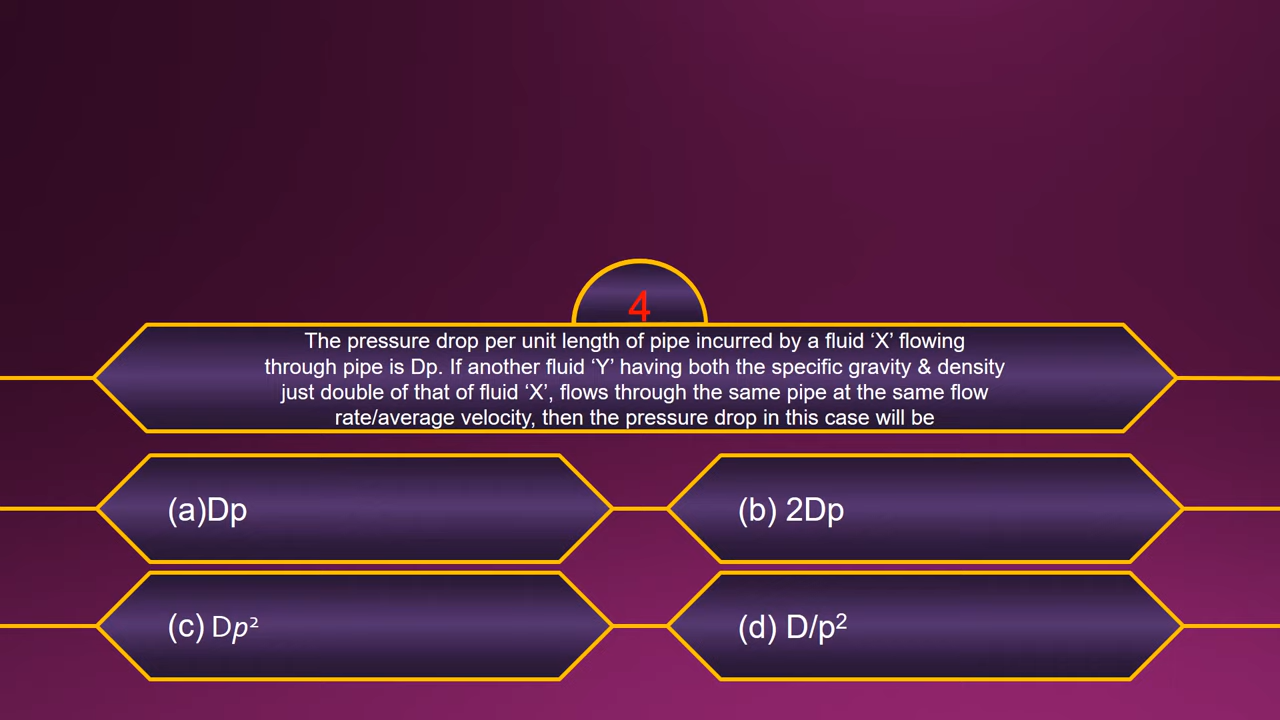 4
The pressure drop per unit length of pipe incurred by a fluid ‘X’ flowing
through pipe is Dp. If another fluid ‘Y’ having both the specific gravity & density
just double of that of fluid ‘X’, flows through the same pipe at the same flow
rate/average velocity, then the pressure drop in this case will be
(a)Dp
(b) 2Dp
(c) Dp²
(d) D/p²